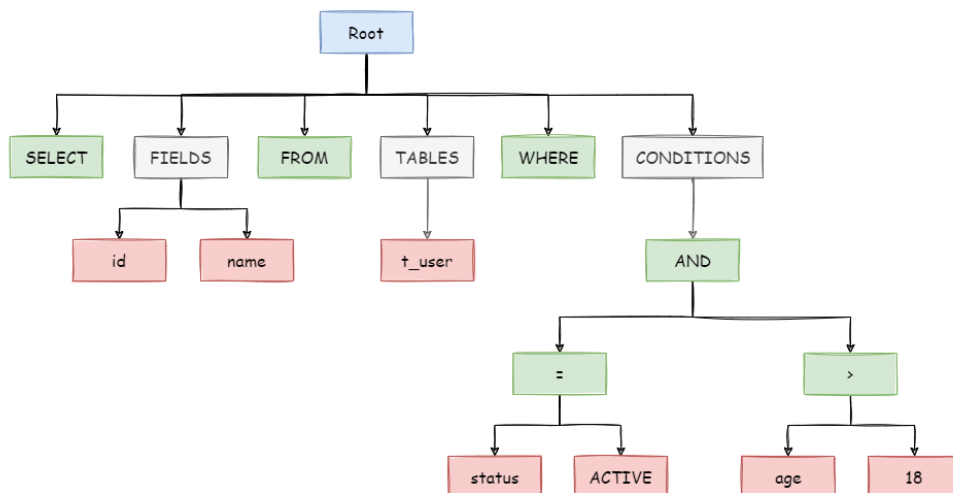 Root
SELECT
FIELDS
FROM
TABLES
WHERE
CONDITIONS
id
name
t_user
AND
=
>
status
ACTIVE
age
18